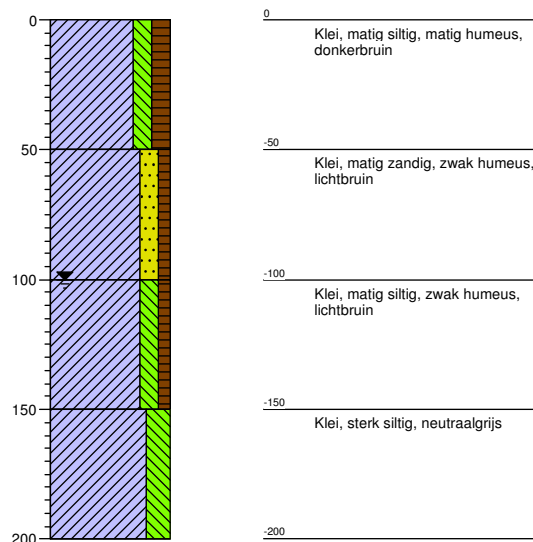 0
0
Klei, matig siltig, matig humeus,
donkerbruin
50
-50
Klei, matig zandig, zwak humeus,
lichtbruin
100
-100
Klei, matig siltig, zwak humeus,
lichtbruin
150
-150
Klei, sterk siltig, neutraalgrijs
200
-200